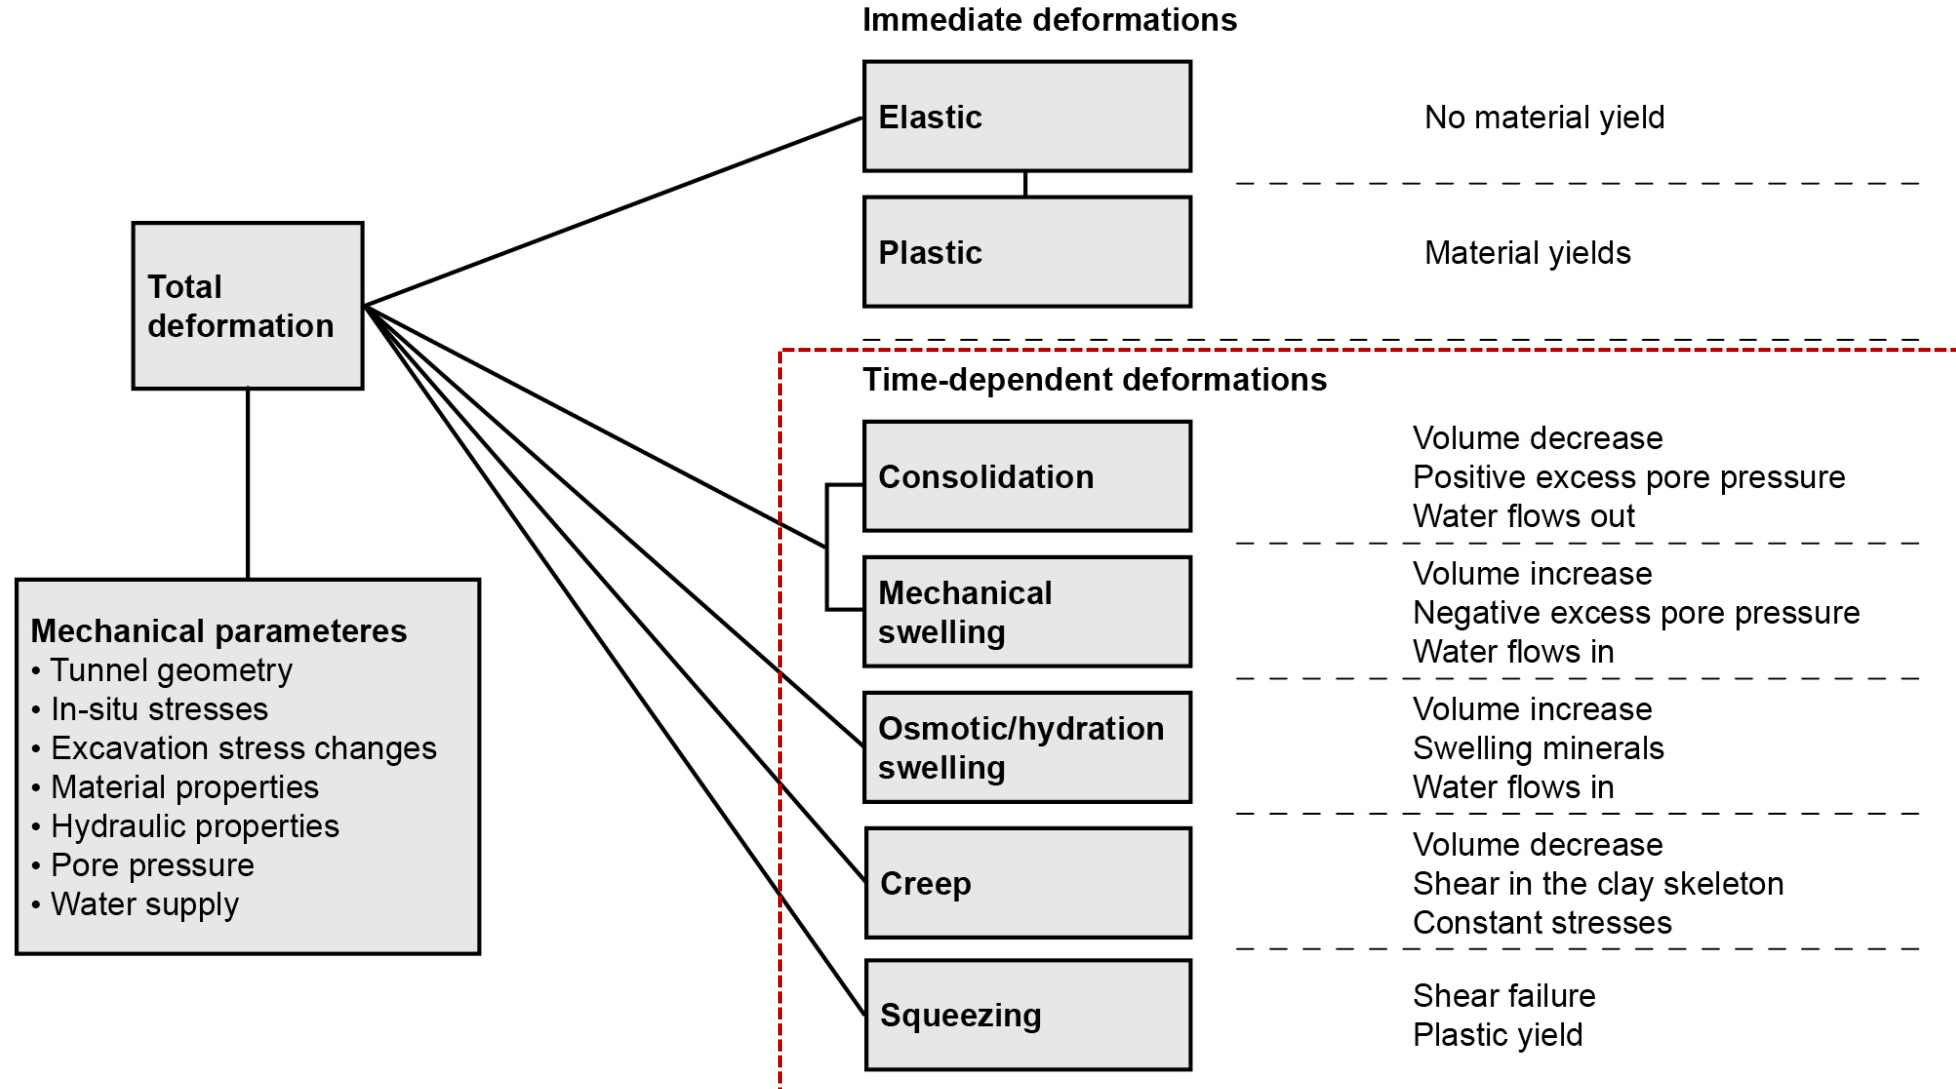 Immediate deformations
Elastic
No material yield
Plastic
Material yields
Total
deformation
Time-dependent deformations
Consolidation
Volume decrease
Positive excess pore pressure
Water flows out
Mechanical
swelling
Volume increase
Negative excess pore pressure
Water flows in
Osmotic/hydration
swelling
Volume increase
Swelling minerals
Water flows in
Creep
Volume decrease
Shear in the clay skeleton
Constant stresses
Squeezing
Shear failure
Plastic yield
Mechanical parameteres
• Tunnel geometry
• In-situ stresses
• Excavation stress changes
• Material properties
• Hydraulic properties
• Pore pressure
• Water supply